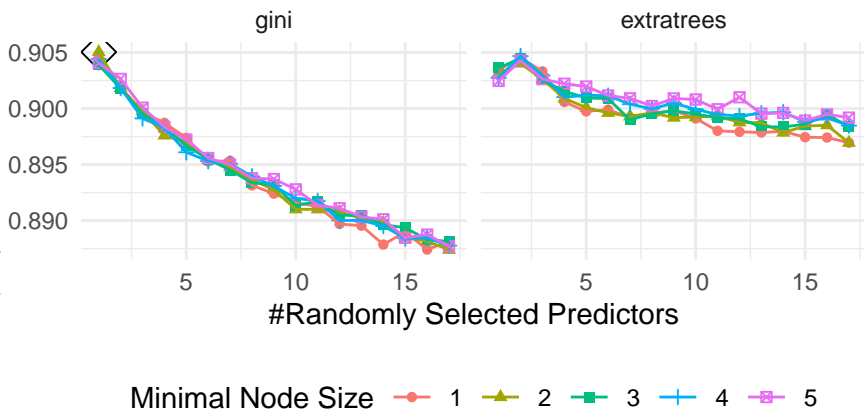 gini
extratrees
0.905
0.900
0.895
0.890
5 10 15 5 10 15
#Randomly Selected Predictors
Minimal Node Size 1 2 3 4 5